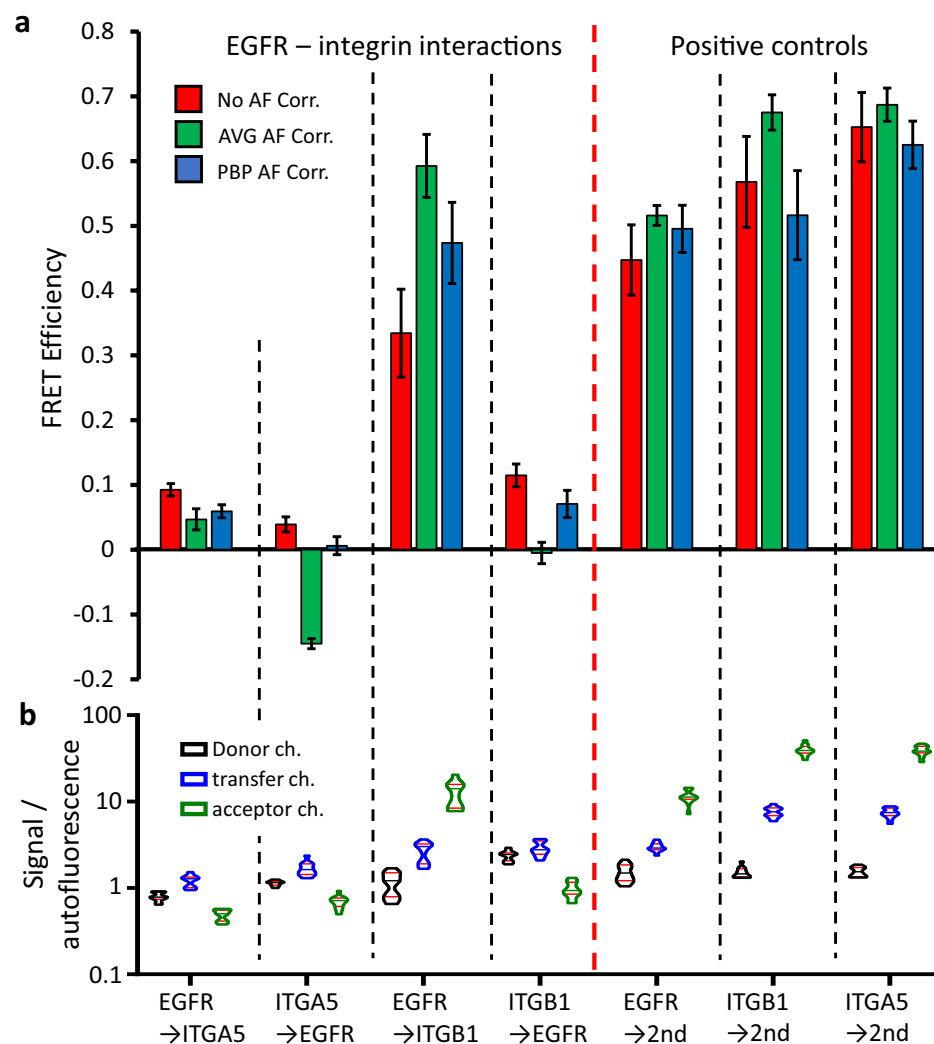 a
EGFR – integrin interactions
Positive controls
No AF Corr.
AVG AF Corr.
PBP AF Corr.
FRET Efficiency
0.8
0.7
0.6
0.5
0.4
0.3
0.2
0.1
0
-0.1
-0.2
b
Donor ch.
transfer ch.
acceptor ch.
Signal /
autofluorescence
100
10
1
0.1
EGFR
→ITGA5
ITGA5
→EGFR
EGFR
→ITGB1
ITGB1
→EGFR
EGFR
→2nd
ITGB1
→2nd
ITGA5
→2nd